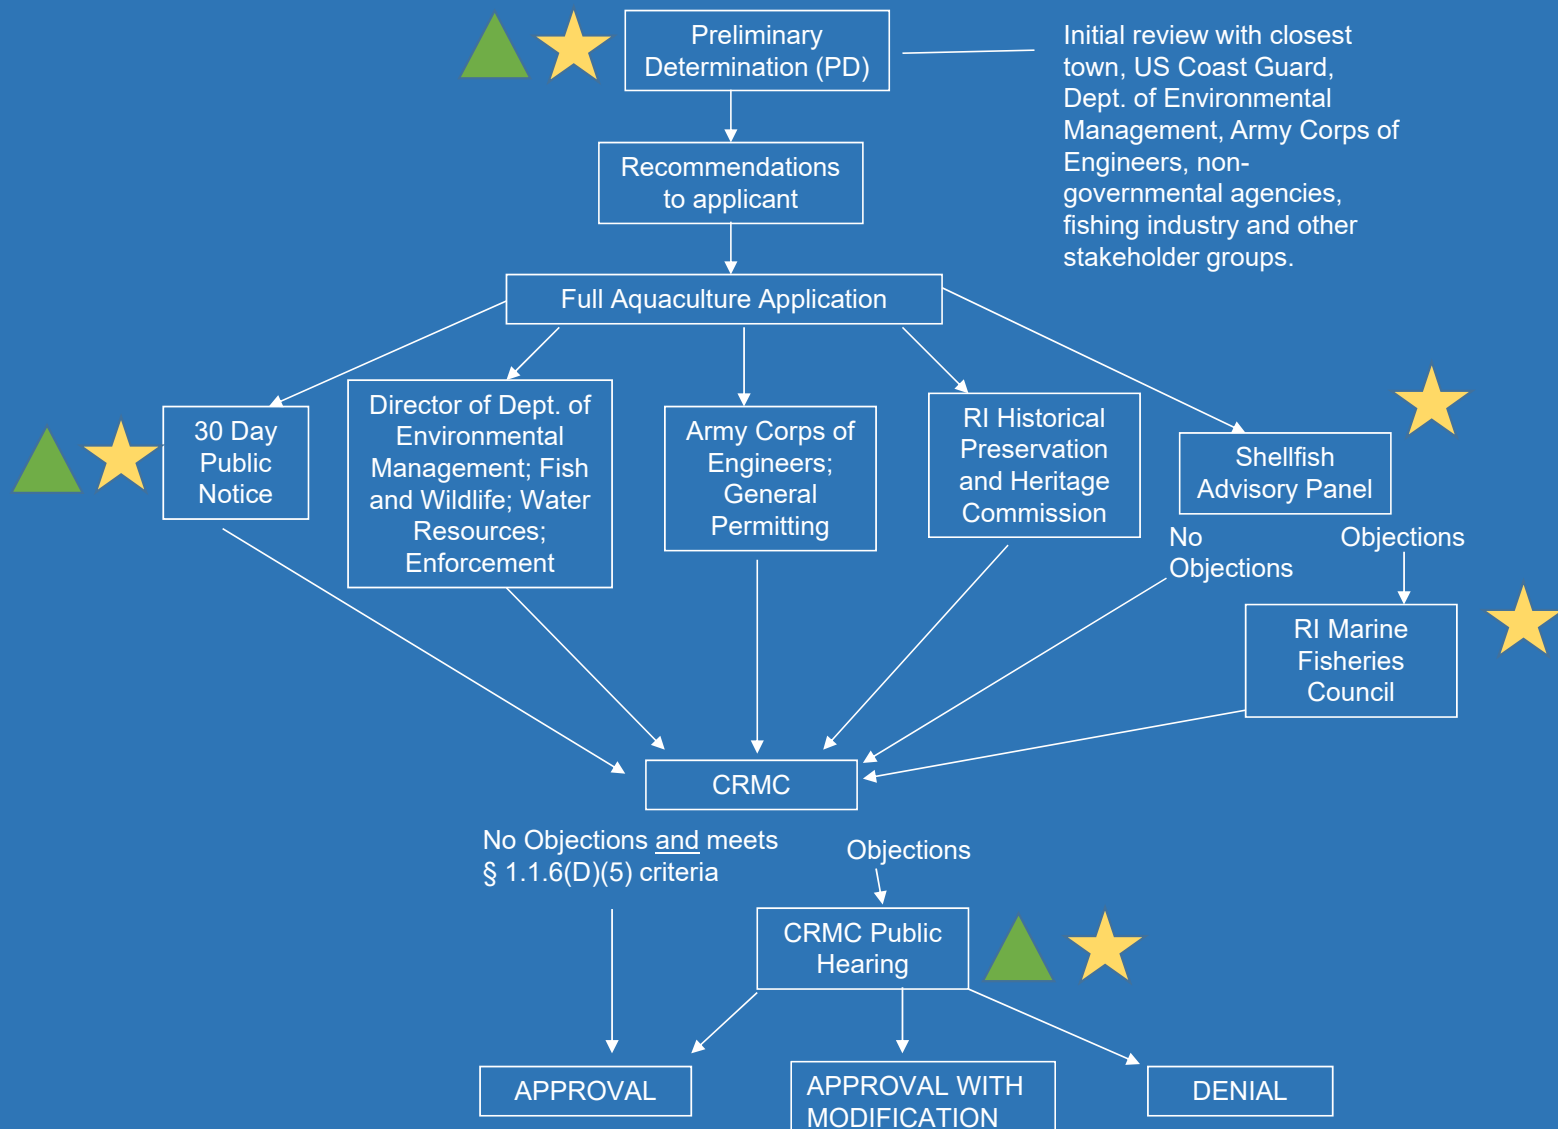 Preliminary
Determination (PD)
Initial review with closest
town, US Coast Guard,
Dept. of Environmental
Management, Army Corps of
Engineers, non-
governmental agencies,
fishing industry and other
stakeholder groups.
Recommendations
to applicant
Full Aquaculture Application
30 Day
Public
Notice
Director of Dept. of
Environmental
Management; Fish
and Wildlife; Water
Resources;
Enforcement
Army Corps of
Engineers;
General
Permitting
RI Historical
Preservation
and Heritage
Commission
Shellfish
Advisory Panel
No
Objections
Objections
RI Marine
Fisheries
Council
CRMC
No Objections and meets
§ 1.1.6(D)(5) criteria
Objections
CRMC Public
Hearing
APPROVAL
APPROVAL WITH
MODIFICATION
DENIAL